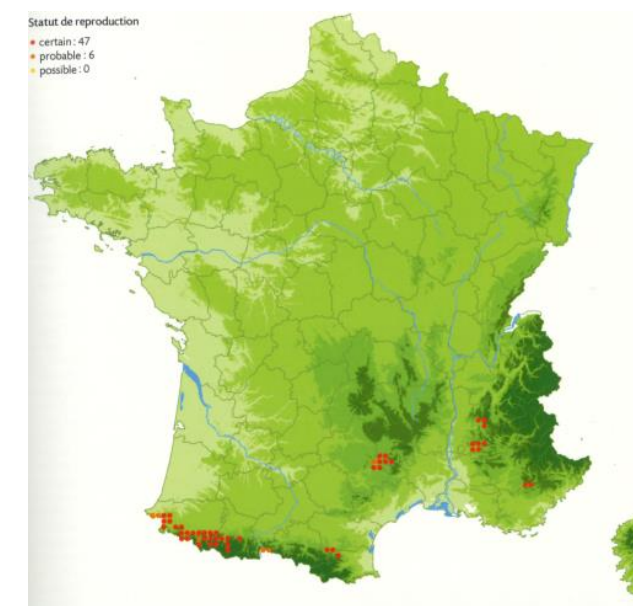 Statut de reproduction
certain : 47
probable : 6
possible : 0